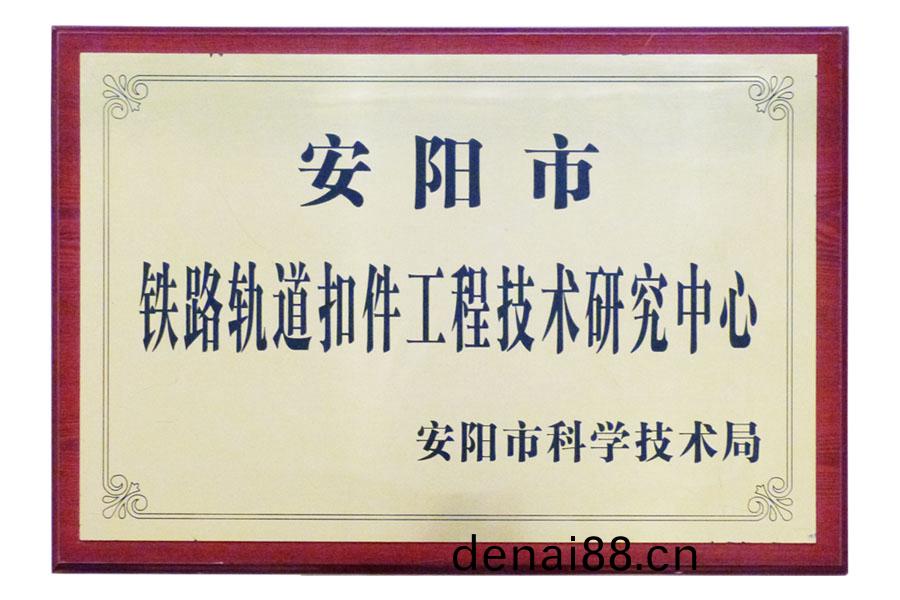 安阳市
铁路轨道扣件工程技术研究中心
安阳市科学技术局
denai88.cn